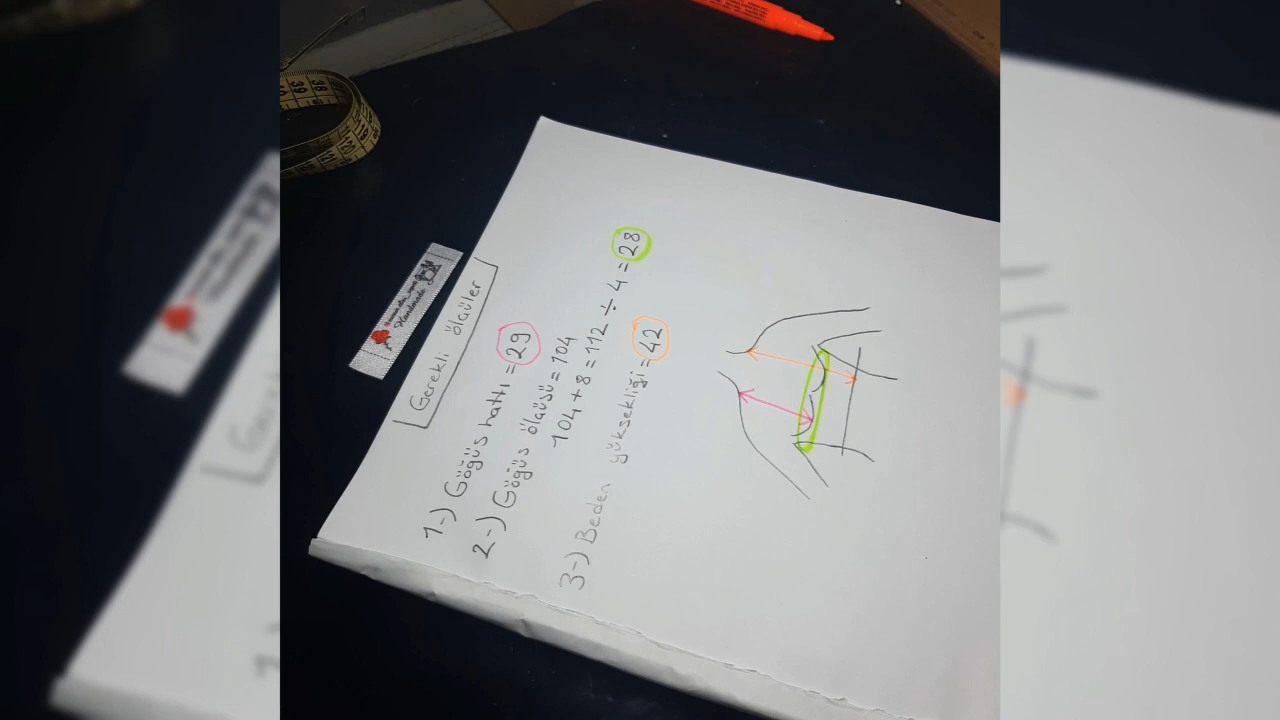 Gerekli ölçüler
1-) Göğüs hattı = 29
2-) Göğüs ölçüsü = 104
104 + 8 = 112 ÷ 4 = 28
3-) Beden yüksekliği = 42
Handmade